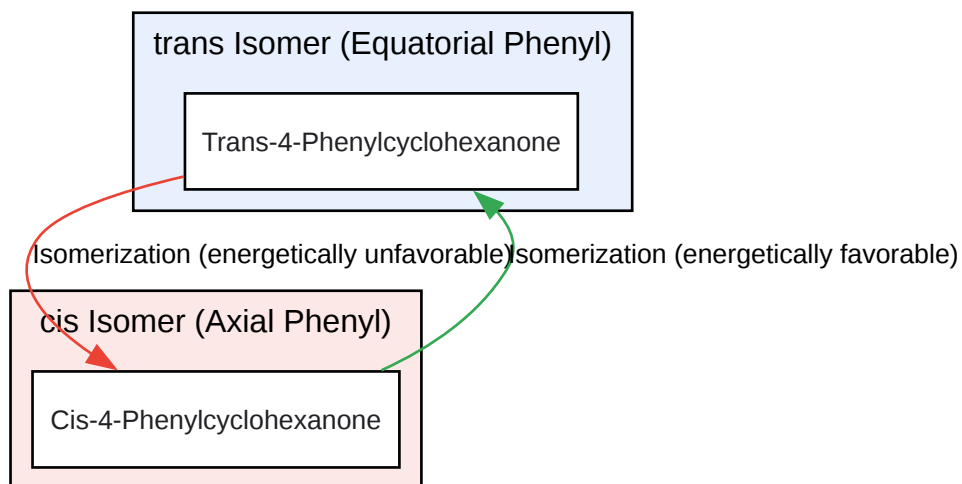 trans Isomer (Equatorial Phenyl)
Trans-4-Phenylcyclohexanone
Isomerization (energetically unfavorable)
Isomerization (energetically favorable)
cis Isomer (Axial Phenyl)
Cis-4-Phenylcyclohexanone